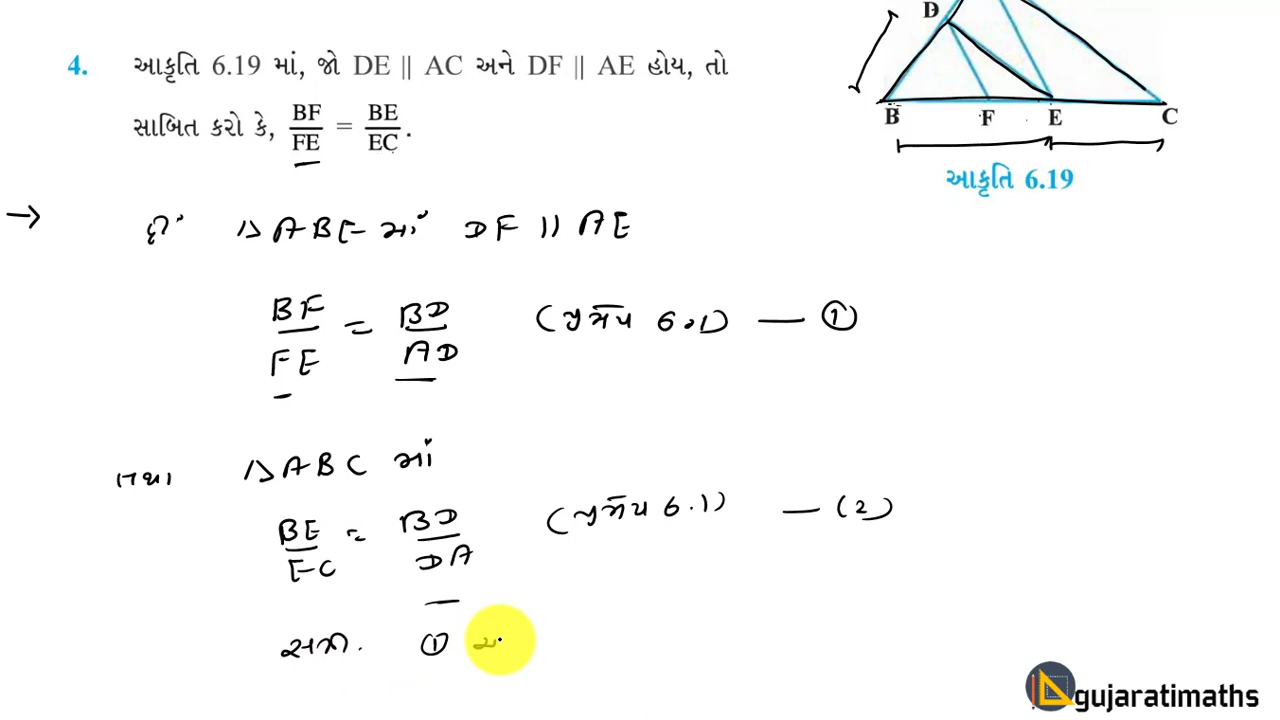 D
4. આકૃતિ 6.19 માં, જો DE || AC અને DF || AE હોય, તો
સાબિત કરો કે, BF/FE = BE/EC.
B F E C
આકૃતિ 6.19
→ ΔABE માં DF || AE
BF/FE = BD/AD (પ્રમેય 6.1) — ①
તથા ΔABC માં
BE/EC = BD/DA (પ્રમેય 6.1) — (2)
①
gujaratimaths